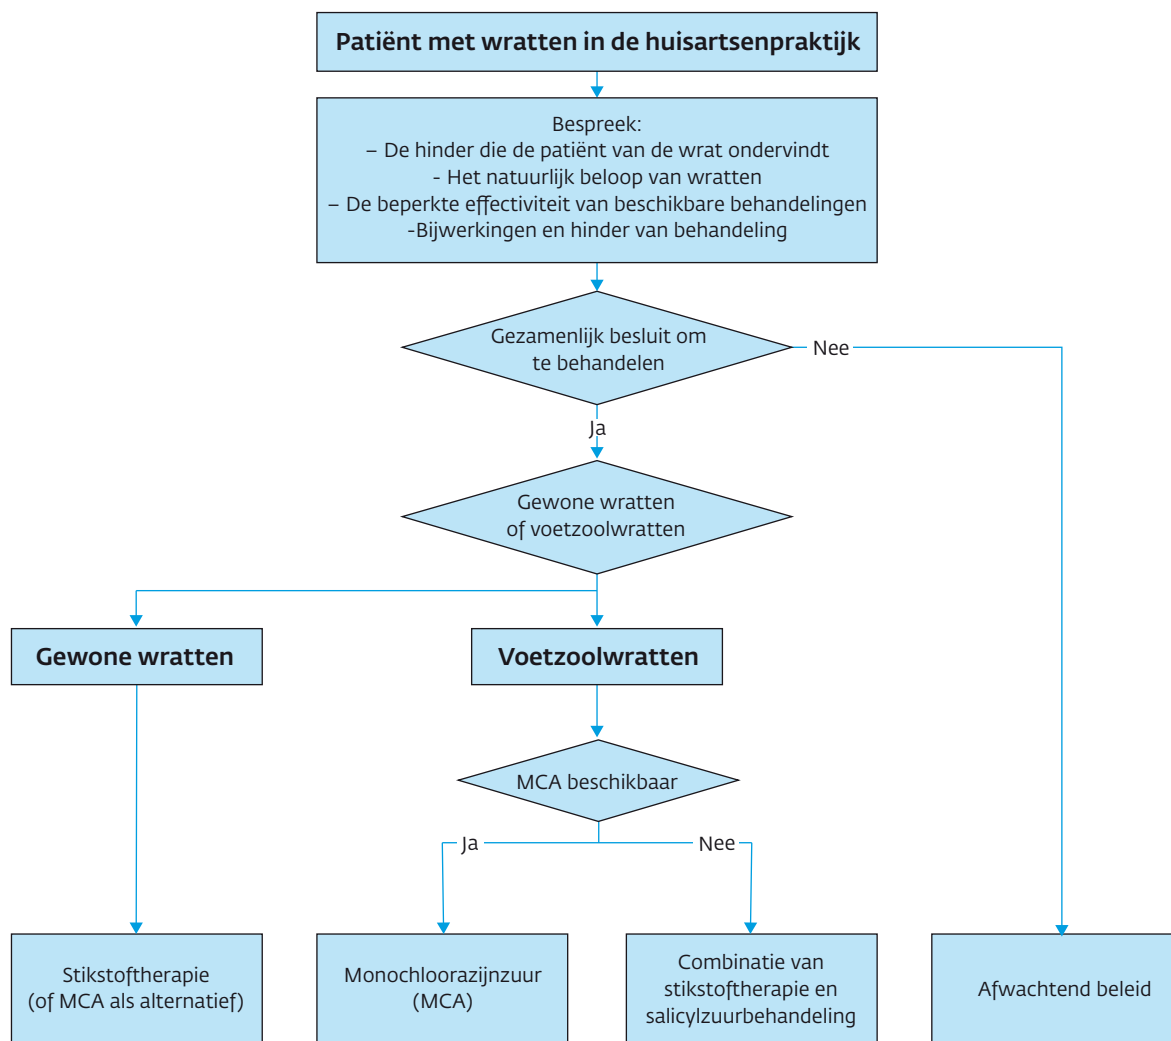 Patiënt met wratten in de huisartsenpraktijk
Bespreek:
– De hinder die de patiënt van de wrat ondervindt
- Het natuurlijk beloop van wratten
– De beperkte effectiviteit van beschikbare behandelingen
-Bijwerkingen en hinder van behandeling
Gezamenlijk besluit om
te behandelen
Nee
Ja
Gewone wratten
of voetzoolwratten
Gewone wratten
Voetzoolwratten
MCA beschikbaar
Ja
Nee
Stikstoftherapie
(of MCA als alternatief)
Monochloorazijnzuur
(MCA)
Combinatie van
stikstoftherapie en
salicylzuurbehandeling
Afwachtend beleid